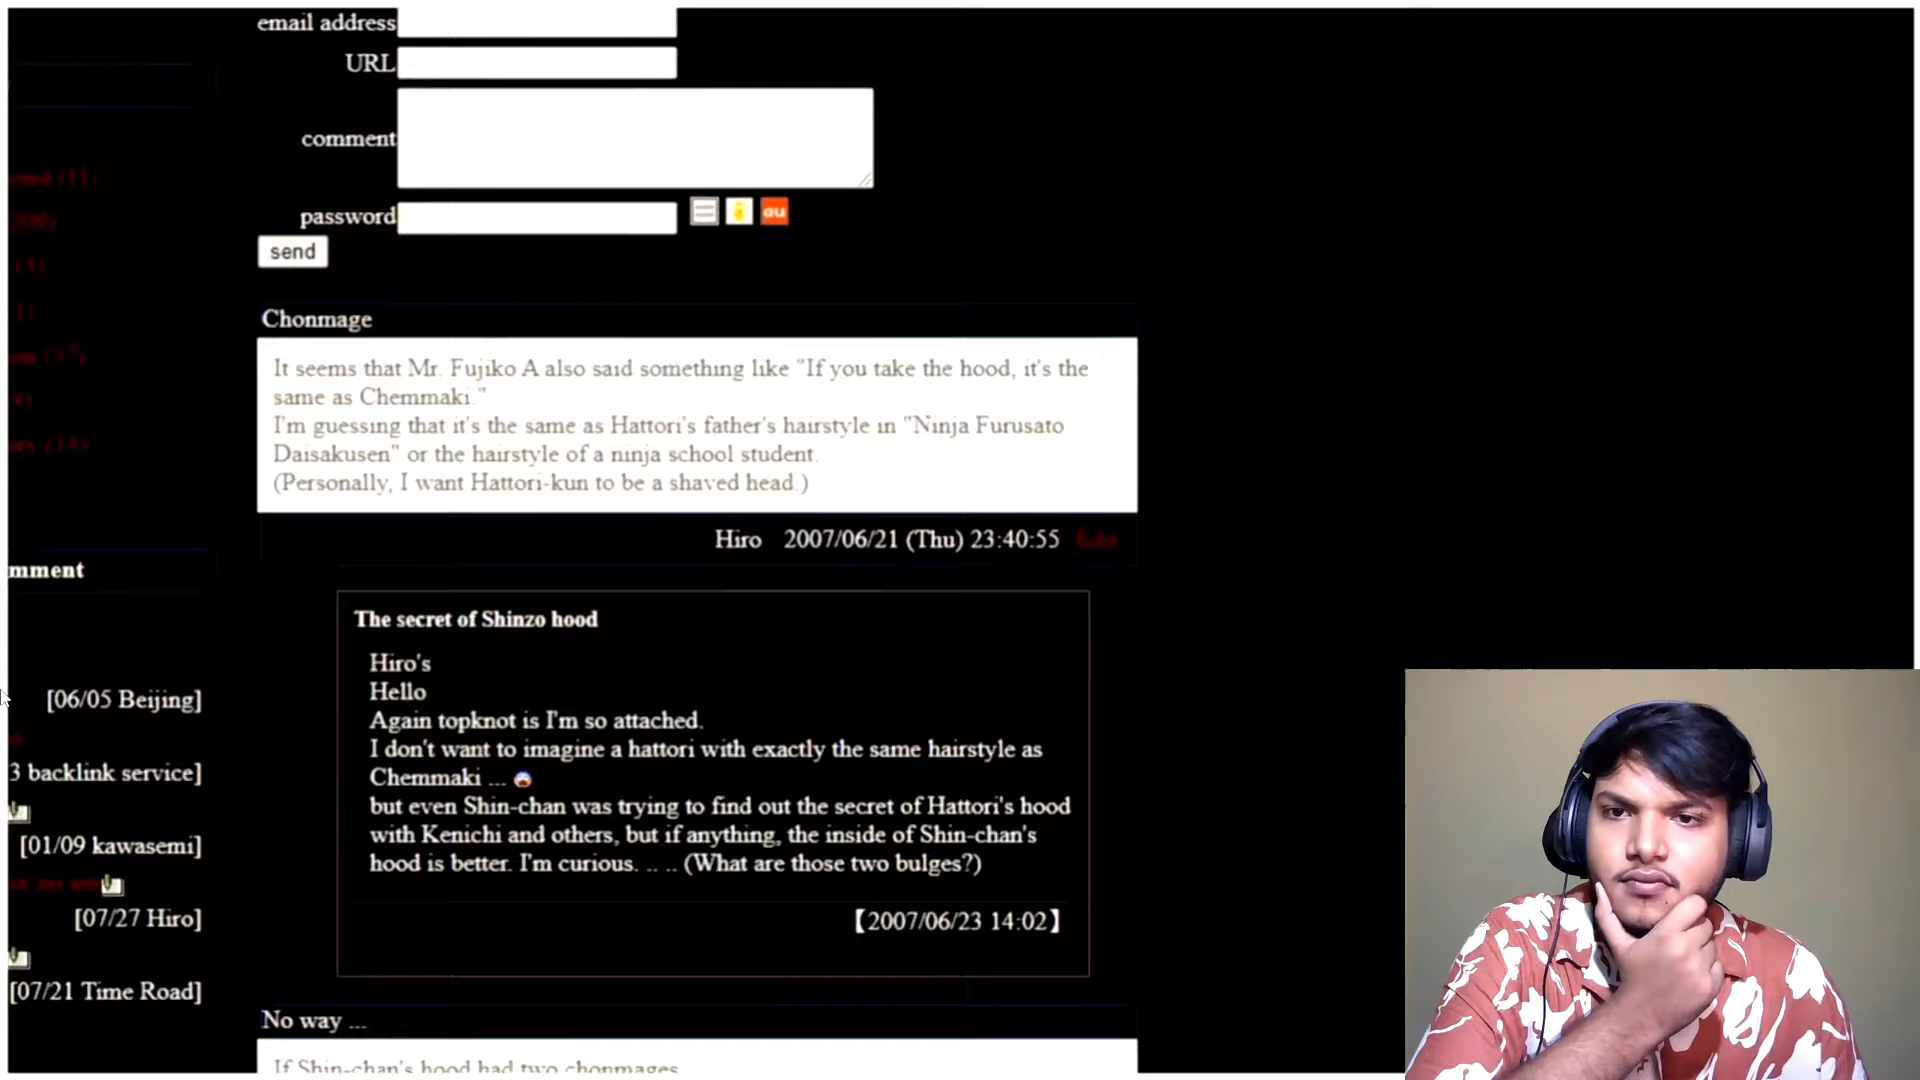 email address
URL
comment
password
au
send
Chonmage
It seems that Mr. Fujiko A also said something like "If you take the hood, it's the
same as Chemmaki."
I'm guessing that it's the same as Hattori's father's hairstyle in "Ninja Furusato
Daisakusen" or the hairstyle of a ninja school student.
(Personally, I want Hattori-kun to be a shaved head.)
Hiro 2007/06/21 (Thu) 23:40:55 Edit
mment
The secret of Shinzo hood
Hiro's
Hello
Again topknot is I'm so attached.
I don't want to imagine a hattori with exactly the same hairstyle as
Chemmaki ...
but even Shin-chan was trying to find out the secret of Hattori's hood
with Kenichi and others, but if anything, the inside of Shin-chan's
hood is better. I'm curious. .. .. (What are those two bulges?)
【2007/06/23 14:02】
[06/05 Beijing]
3 backlink service]
[01/09 kawasemi]
[07/27 Hiro]
[07/21 Time Road]
No way ...
If Shin-chan's hood had two chonmages